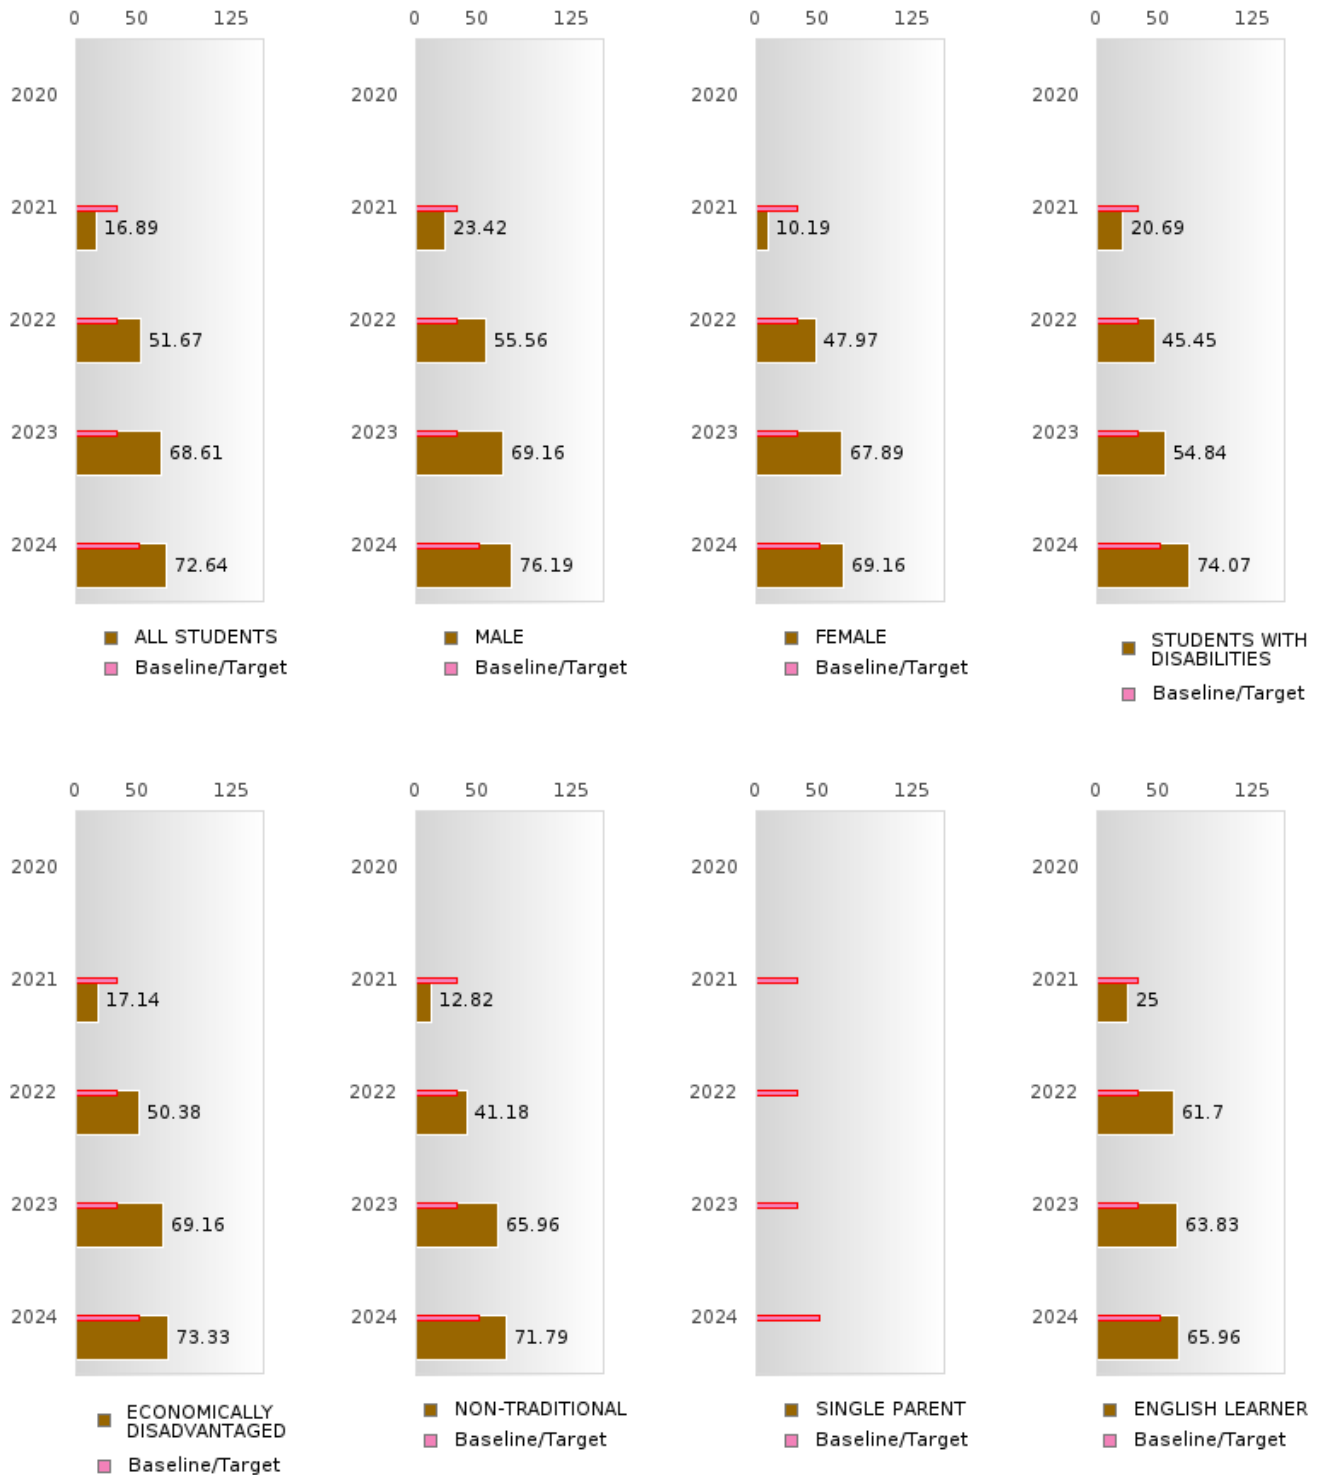 0 50 125
0 50 125
0 50 125
0 50 125
2020
2020
2020
2020
2021
16.89
2021
23.42
2021
10.19
2021
20.69
2022
51.67
2022
55.56
2022
47.97
2022
45.45
2023
68.61
2023
69.16
2023
67.89
2023
54.84
2024
72.64
2024
76.19
2024
69.16
2024
74.07
ALL STUDENTS
Baseline/Target
MALE
Baseline/Target
FEMALE
Baseline/Target
STUDENTS WITH
DISABILITIES
Baseline/Target
0 50 125
0 50 125
0 50 125
0 50 125
2020
2020
2020
2020
2021
17.14
2021
12.82
2021
2021
25
2022
50.38
2022
41.18
2022
2022
61.7
2023
69.16
2023
65.96
2023
2023
63.83
2024
73.33
2024
71.79
2024
2024
65.96
ECONOMICALLY
DISADVANTAGED
Baseline/Target
NON-TRADITIONAL
Baseline/Target
SINGLE PARENT
Baseline/Target
ENGLISH LEARNER
Baseline/Target